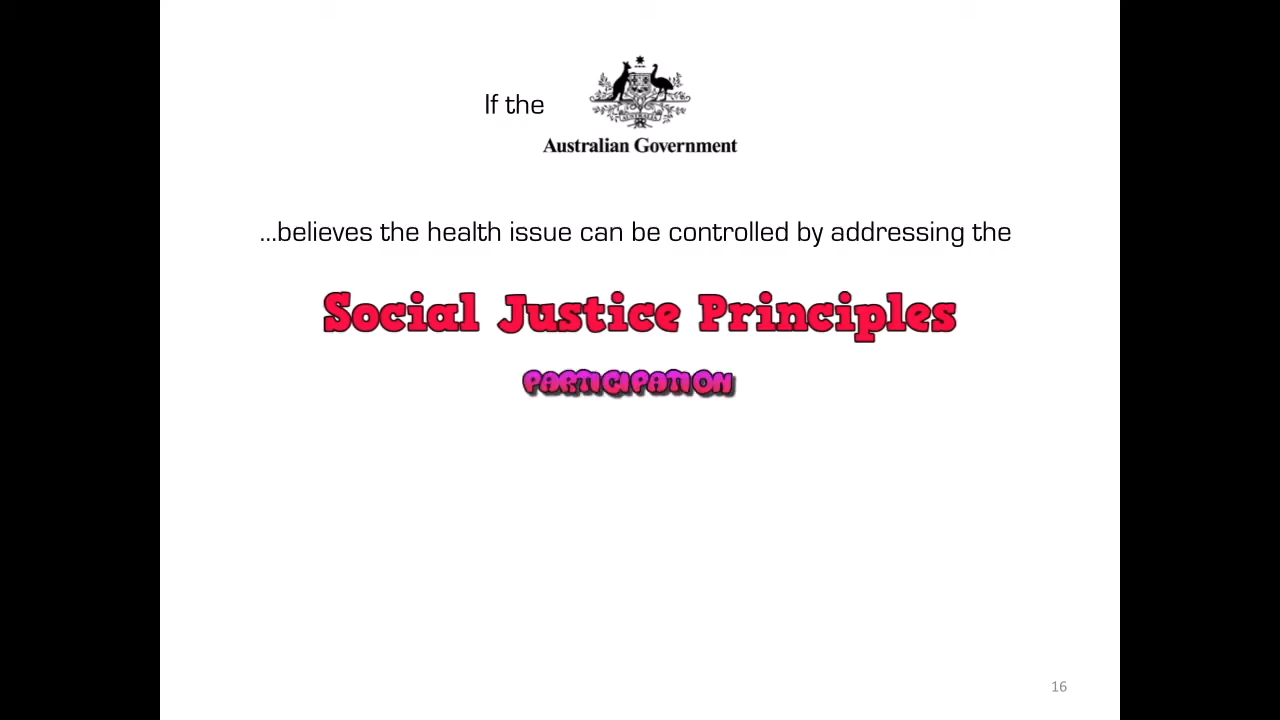 If the
Australian Government
...believes the health issue can be controlled by addressing the
Social Justice Principles
PARTICIPATION
16